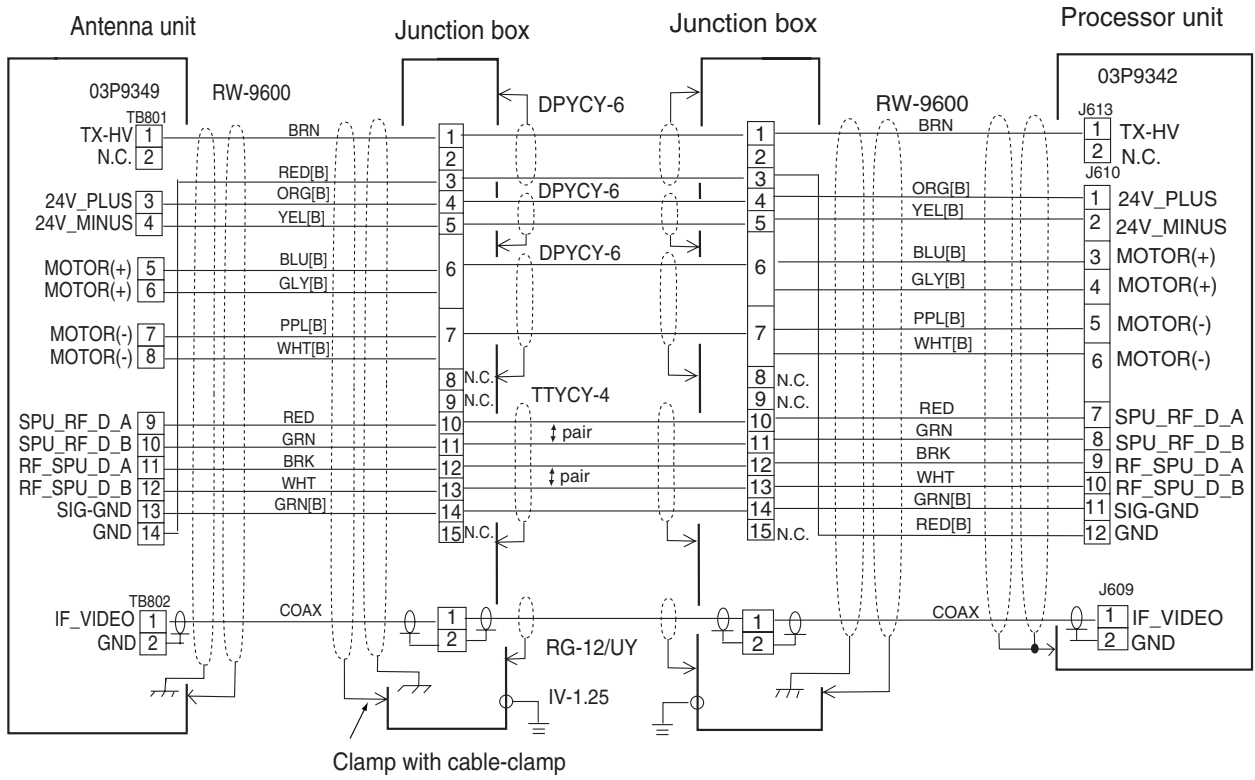 Antenna unit
Junction box
Junction box
Processor unit
03P9349
RW-9600
DPYCY-6
RW-9600
03P9342
TB801
TX-HV 1 BRN
N.C. 2
RED[B]
24V_PLUS 3 ORG[B]
24V_MINUS 4 YEL[B]
MOTOR(+) 5 BLU[B]
MOTOR(+) 6 GLY[B]
MOTOR(-) 7 PPL[B]
MOTOR(-) 8 WHT[B]
SPU_RF_D_A 9 RED
SPU_RF_D_B 10 GRN
RF_SPU_D_A 11 BRK
RF_SPU_D_B 12 WHT
SIG-GND 13 GRN[B]
GND 14
TB802
IF_VIDEO 1 COAX
GND 2
1
2
3
4
5
6
7
8 N.C.
9 N.C.
10
11
12
13
14
15 N.C.
1
2
DPYCY-6
DPYCY-6
TTYCY-4
pair
pair
RG-12/UY
IV-1.25
1
2
3
4
5
6
7
8 N.C.
9 N.C.
10
11
12
13
14
15 N.C.
1
2
J613
BRN 1 TX-HV
2 N.C.
J610
ORG[B] 1 24V_PLUS
YEL[B] 2 24V_MINUS
BLU[B] 3 MOTOR(+)
GLY[B] 4 MOTOR(+)
PPL[B] 5 MOTOR(-)
WHT[B] 6 MOTOR(-)
RED 7 SPU_RF_D_A
GRN 8 SPU_RF_D_B
BRK 9 RF_SPU_D_A
WHT 10 RF_SPU_D_B
GRN[B] 11 SIG-GND
RED[B] 12 GND
J609
COAX 1 IF_VIDEO
2 GND
Clamp with cable-clamp